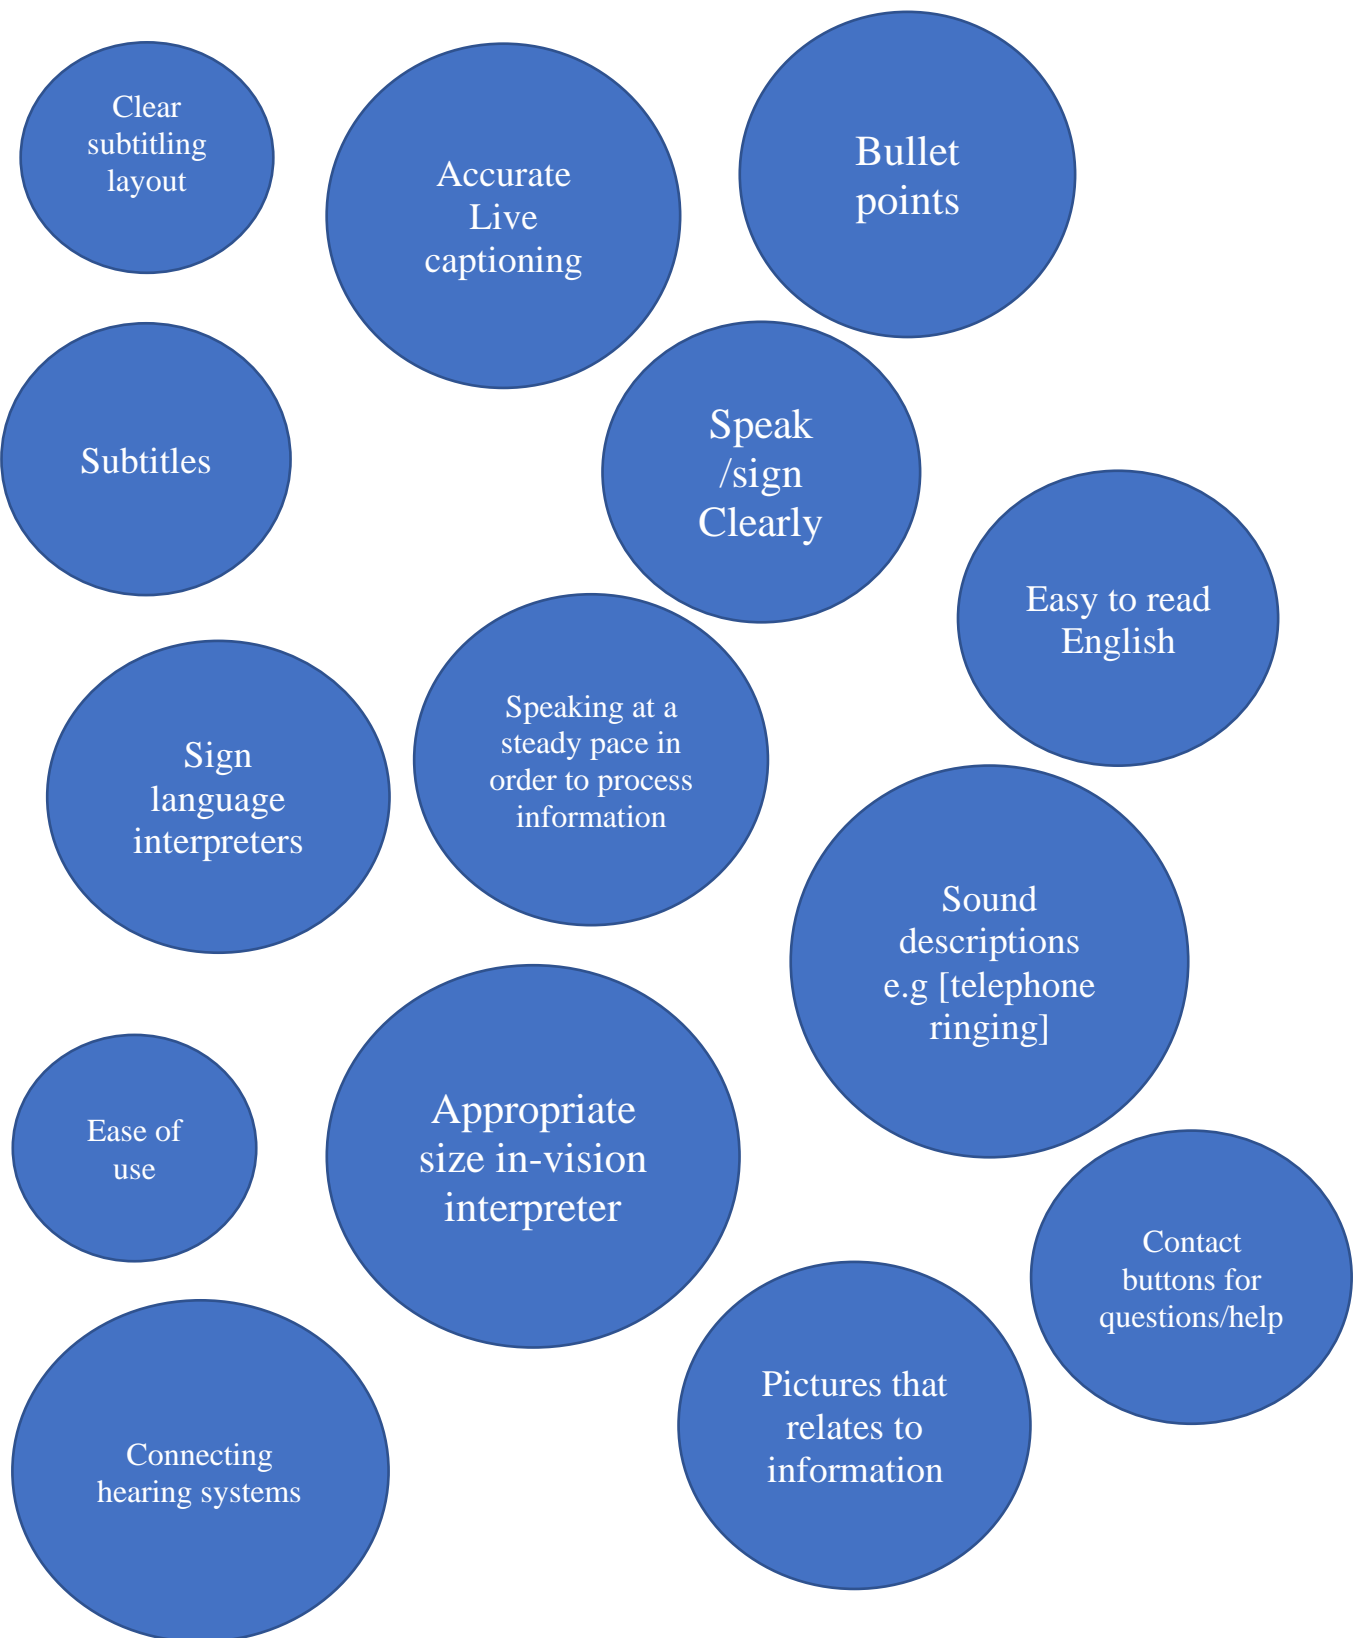 Clear
subtitling
layout
Accurate
Live
captioning
Bullet
points
Subtitles
Speak
/sign
Clearly
Easy to read
English
Sign
language
interpreters
Speaking at a
steady pace in
order to process
information
Sound
descriptions
e.g [telephone
ringing]
Ease of
use
Appropriate
size in-vision
interpreter
Contact
buttons for
questions/help
Connecting
hearing systems
Pictures that
relates to
information